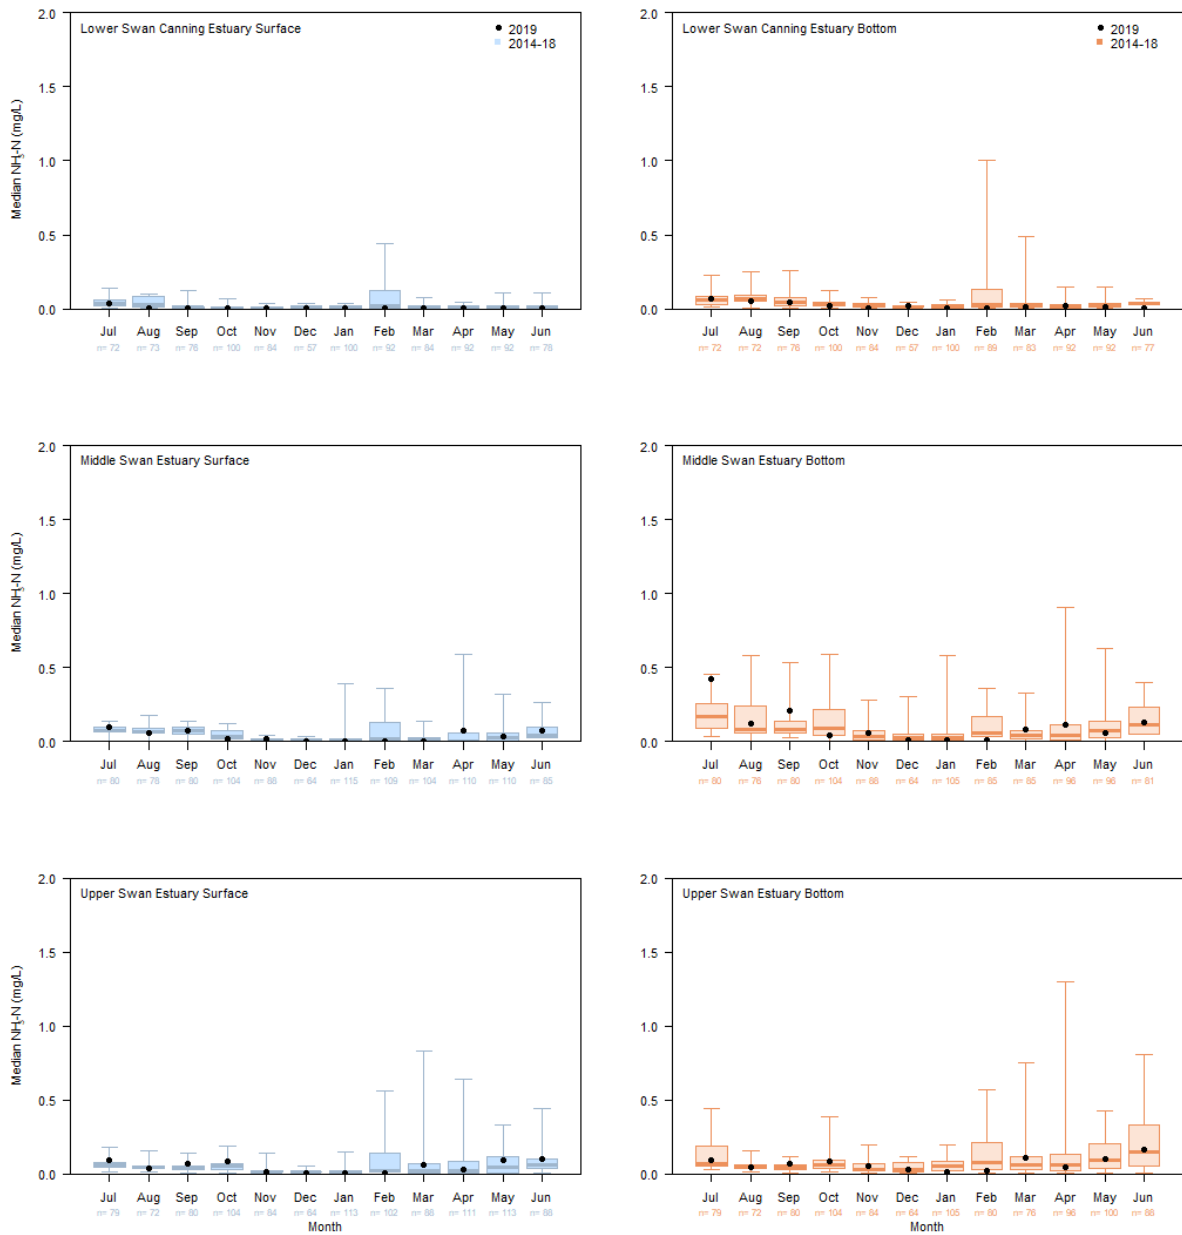 Lower Swan Canning Estuary Surface
2019
2014-18
2.0
1.5
1.0
0.5
0.0
Median NH3-N (mg/L)
Jul Aug Sep Oct Nov Dec Jan Feb Mar Apr May Jun
n= 72 n= 73 n= 76 n= 100 n= 84 n= 57 n= 100 n= 92 n= 84 n= 92 n= 92 n= 78
Lower Swan Canning Estuary Bottom
2019
2014-18
2.0
1.5
1.0
0.5
0.0
Jul Aug Sep Oct Nov Dec Jan Feb Mar Apr May Jun
n= 72 n= 72 n= 76 n= 100 n= 84 n= 57 n= 100 n= 89 n= 83 n= 92 n= 92 n= 77
Middle Swan Estuary Surface
2.0
1.5
1.0
0.5
0.0
Median NH3-N (mg/L)
Jul Aug Sep Oct Nov Dec Jan Feb Mar Apr May Jun
n= 80 n= 78 n= 80 n= 104 n= 88 n= 64 n= 115 n= 109 n= 104 n= 110 n= 110 n= 85
Middle Swan Estuary Bottom
2.0
1.5
1.0
0.5
0.0
Jul Aug Sep Oct Nov Dec Jan Feb Mar Apr May Jun
n= 80 n= 76 n= 80 n= 104 n= 88 n= 64 n= 105 n= 85 n= 85 n= 96 n= 96 n= 81
Upper Swan Estuary Surface
2.0
1.5
1.0
0.5
0.0
Median NH3-N (mg/L)
Jul Aug Sep Oct Nov Dec Jan Feb Mar Apr May Jun
n= 79 n= 72 n= 80 n= 104 n= 84 n= 64 n= 113 n= 102 n= 88 n= 111 n= 113 n= 88
Month
Upper Swan Estuary Bottom
2.0
1.5
1.0
0.5
0.0
Jul Aug Sep Oct Nov Dec Jan Feb Mar Apr May Jun
n= 79 n= 72 n= 80 n= 104 n= 84 n= 64 n= 105 n= 80 n= 76 n= 96 n= 100 n= 88
Month